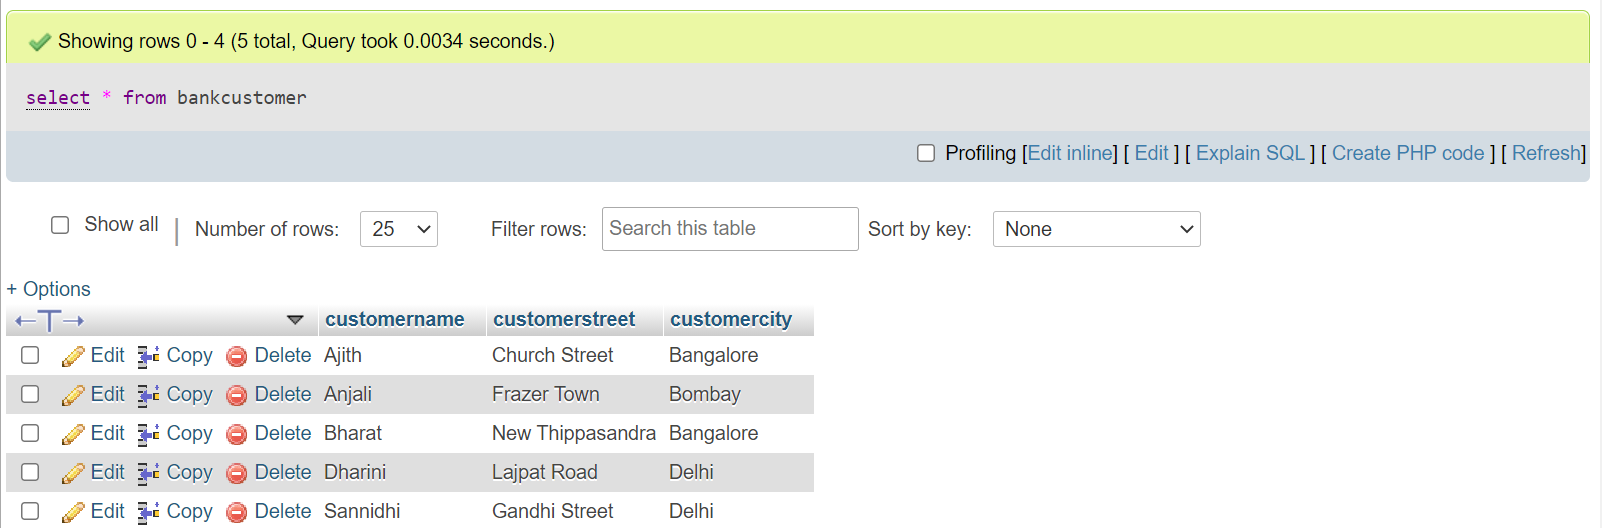 Showing rows 0 - 4 (5 total, Query took 0.0034 seconds.)
select * from bankcustomer
Profiling [Edit inline] [ Edit ] [ Explain SQL ] [ Create PHP code ] [ Refresh]
Show all | Number of rows: 25 Filter rows: Search this table Sort by key: None
+ Options
←T→ customername customerstreet customercity
Edit Copy Delete Ajith Church Street Bangalore
Edit Copy Delete Anjali Frazer Town Bombay
Edit Copy Delete Bharat New Thippasandra Bangalore
Edit Copy Delete Dharini Lajpat Road Delhi
Edit Copy Delete Sannidhi Gandhi Street Delhi